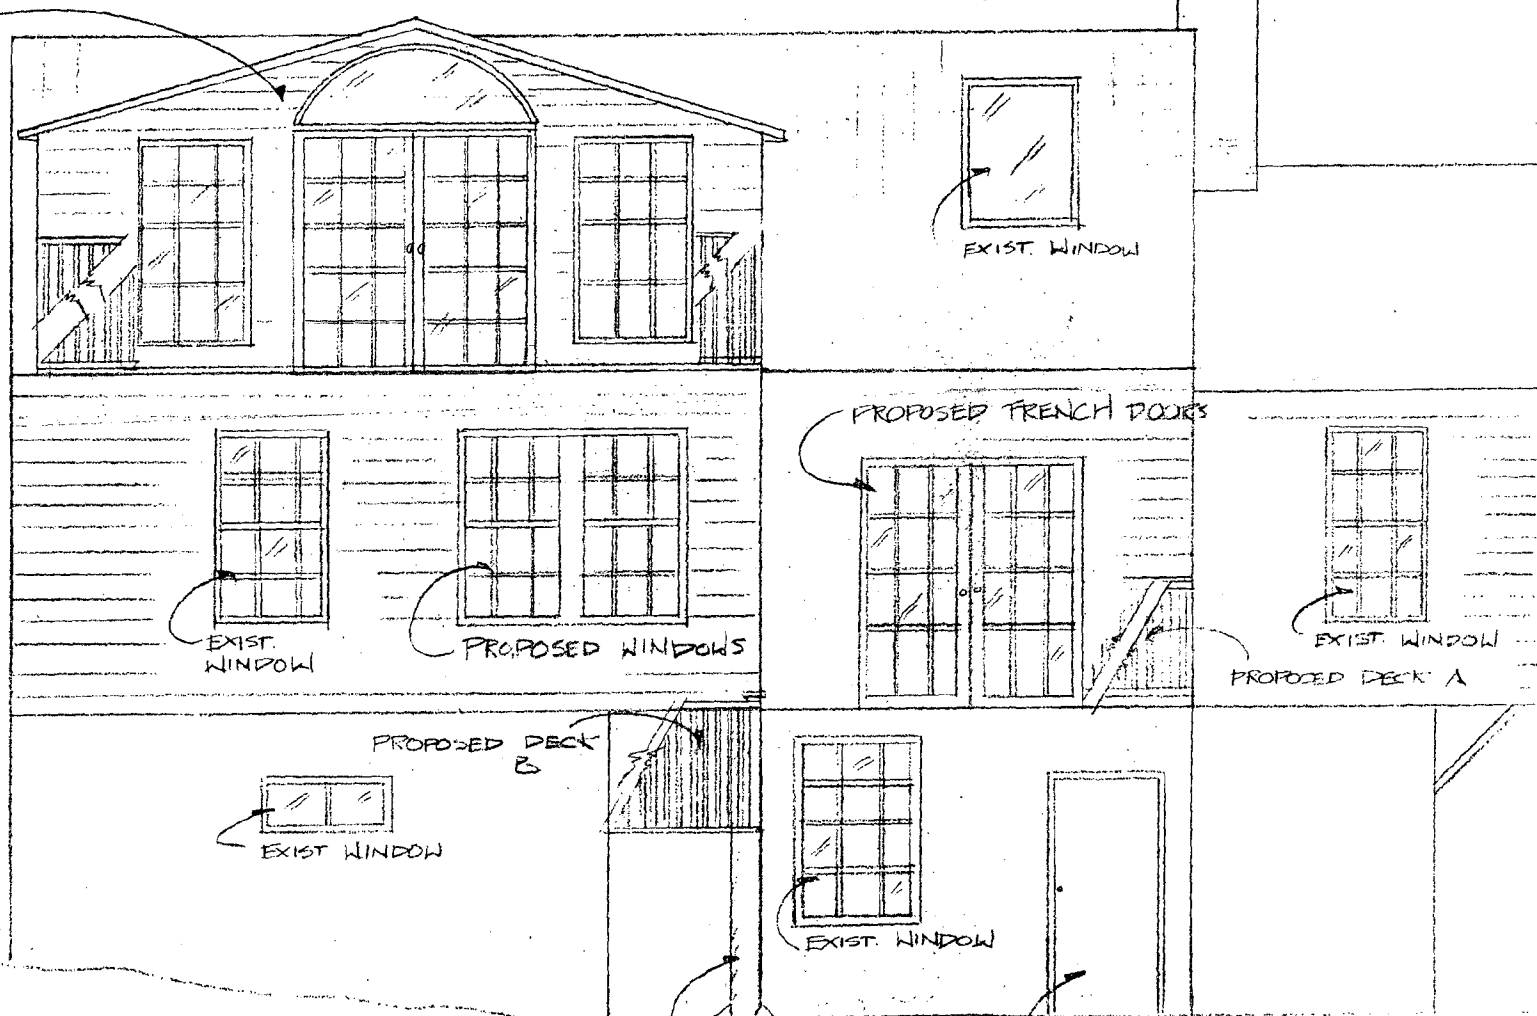 EXIST. WINDOW
PROPOSED FRENCH DOORS
EXIST.
WINDOW
PROPOSED WINDOWS
EXIST. WINDOW
PROPOSED DECK A
PROPOSED DECK
B
EXIST WINDOW
EXIST. WINDOW